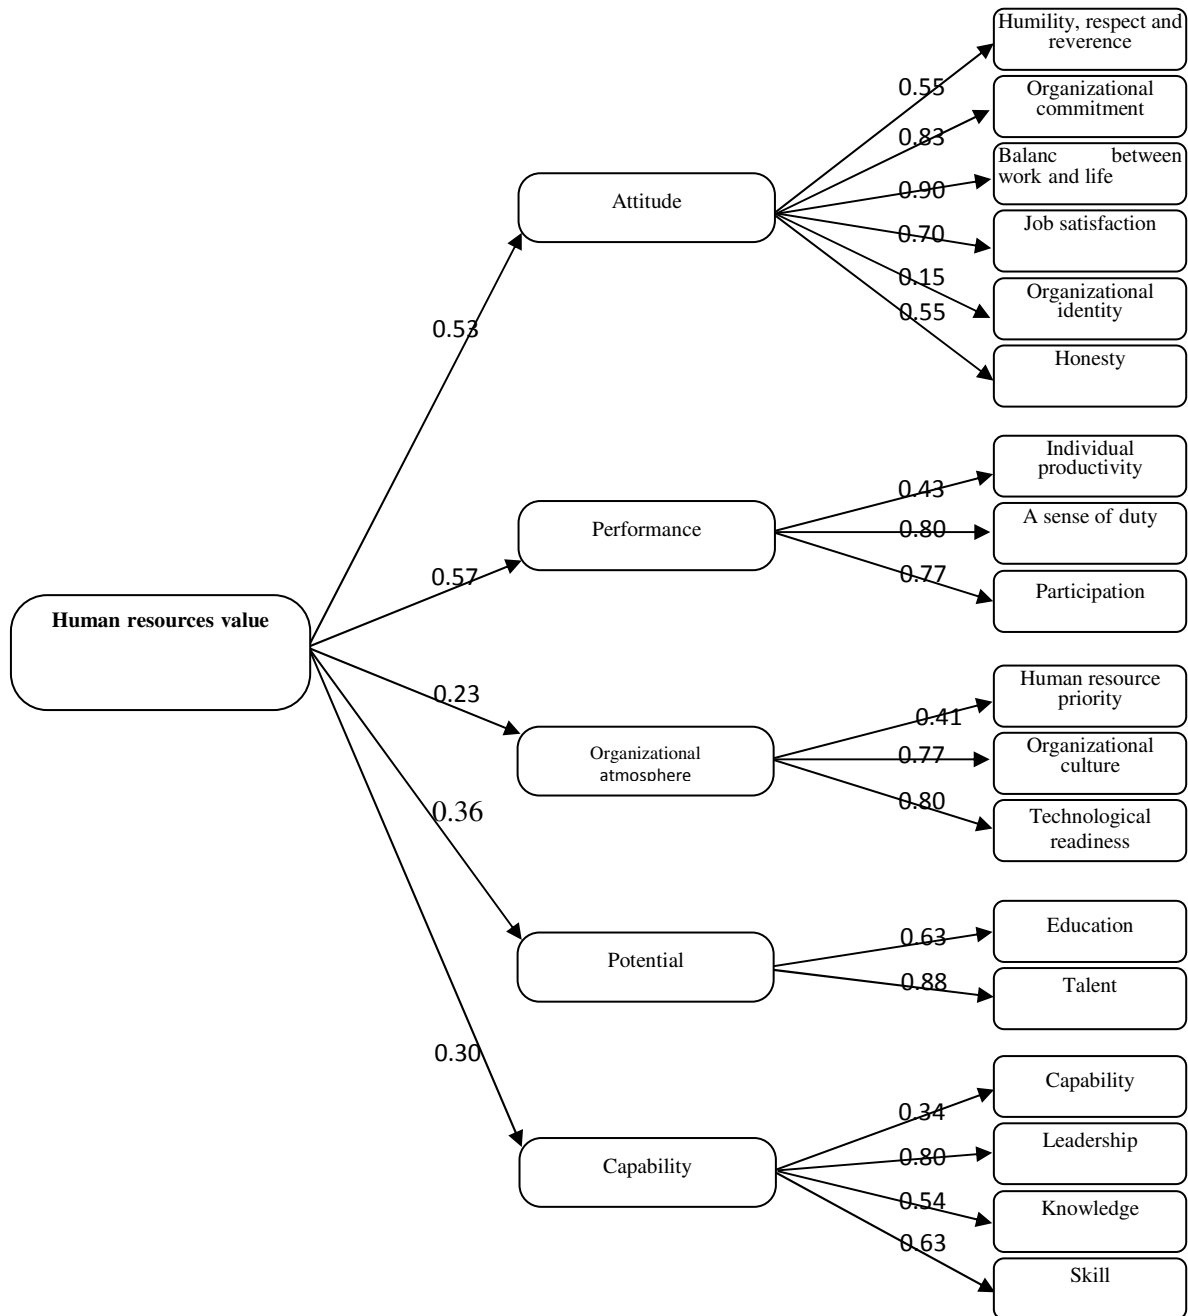 Humility, respect and
reverence
0.55
Organizational
commitment
0.83
Balanc between
work and life
0.90
Attitude
Job satisfaction
0.70
0.15
Organizational
identity
0.55
0.53
Honesty
Individual
productivity
0.43
A sense of duty
Performance
0.80
0.77
0.57
Participation
Human resources value
Human resource
priority
0.23
0.41
Organizational
culture
Organizational
atmosphere
0.77
0.80
0.36
Technological
readiness
Education
0.63
Potential
0.88
Talent
0.30
Capability
0.34
Leadership
0.80
Capability
0.54
Knowledge
0.63
Skill